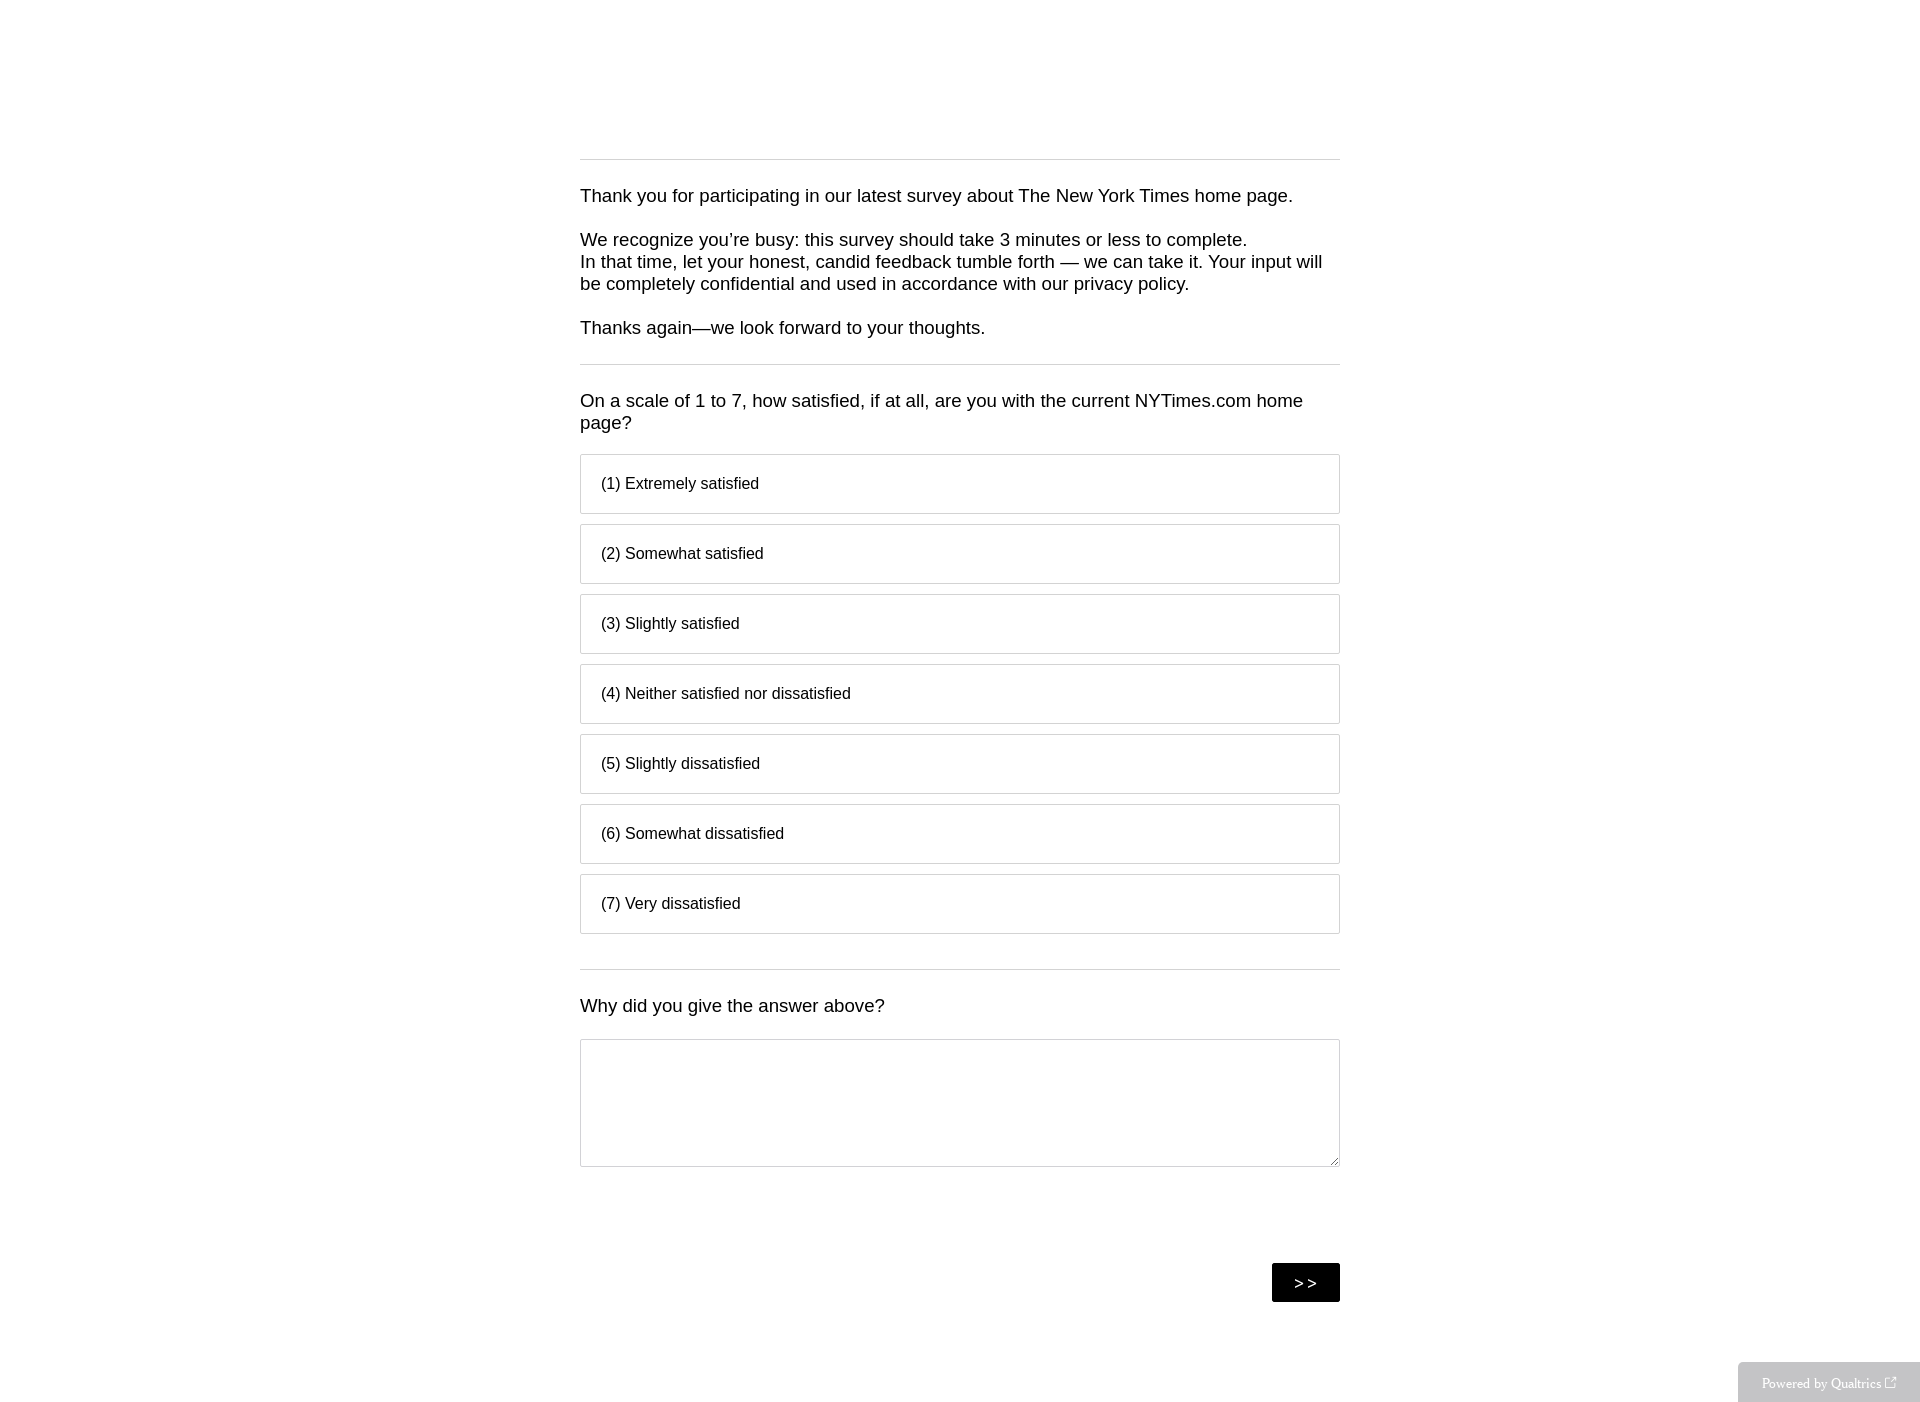 Thank you for participating in our latest survey about The New York Times home page.
We recognize you’re busy: this survey should take 3 minutes or less to complete.
In that time, let your honest, candid feedback tumble forth — we can take it. Your input will
be completely confidential and used in accordance with our privacy policy.
Thanks again—we look forward to your thoughts.
On a scale of 1 to 7, how satisfied, if at all, are you with the current NYTimes.com home
page?
(1) Extremely satisfied
(2) Somewhat satisfied
(3) Slightly satisfied
(4) Neither satisfied nor dissatisfied
(5) Slightly dissatisfied
(6) Somewhat dissatisfied
(7) Very dissatisfied
Why did you give the answer above?
>>
Powered by Qualtrics